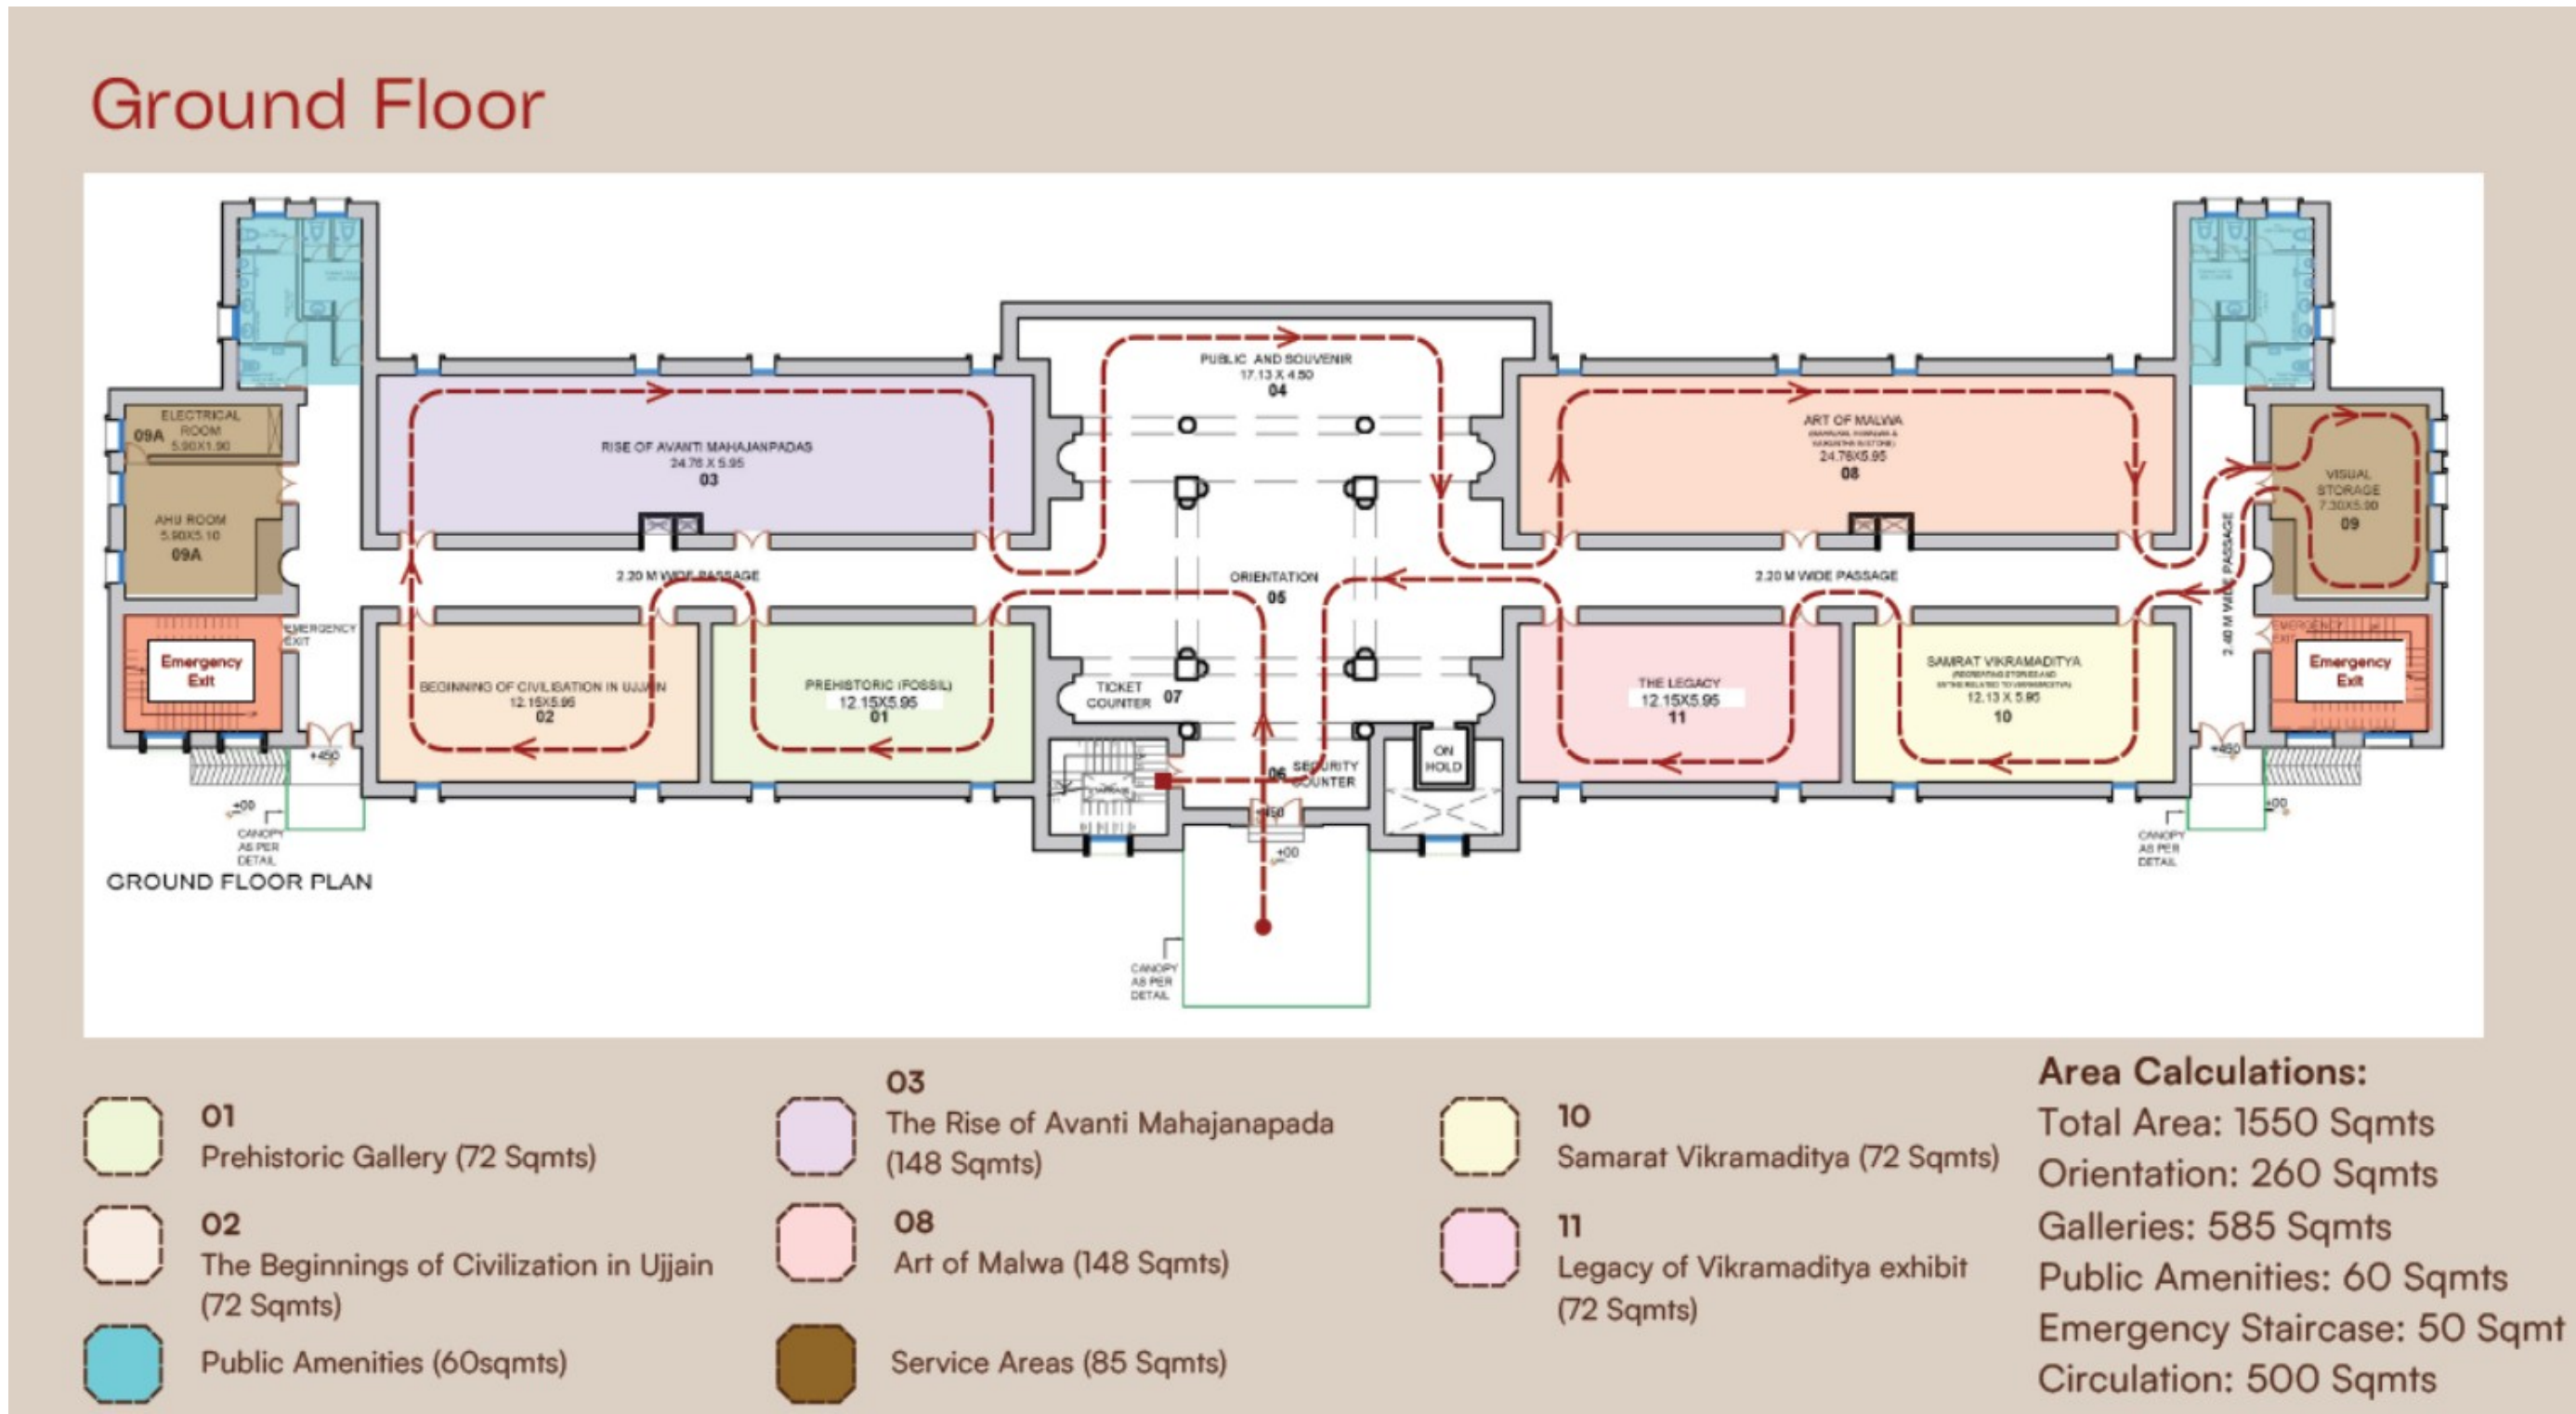 Ground Floor
ELECTRICAL
ROOM
5.90X1.90
09A
AHU ROOM
5.90X5.10
09A
EMERGENCY
EXIT
Emergency
Exit
+450
+00
CANOPY
AS PER
DETAIL
GROUND FLOOR PLAN
RISE OF AVANTI MAHAJANPADAS
24.76 X 5.95
03
2.20 M WIDE PASSAGE
BEGINNING OF CIVILISATION IN UJJAIN
12.15X5.95
02
PREHISTORIC (FOSSIL)
12.15X5.95
01
PUBLIC AND SOUVENIR
17.13 X 4.50
04
ORIENTATION
05
TICKET
COUNTER
07
06
SECURITY
COUNTER
ON
HOLD
+450
+00
CANOPY
AS PER
DETAIL
ART OF MALWA
24.76X5.95
08
2.20 M WIDE PASSAGE
THE LEGACY
12.15X5.95
11
SAMRAT VIKRAMADITYA
12.13 X 5.95
10
2.40 M WIDE PASSAGE
VISUAL
STORAGE
7.30X5.90
09
EMERGENCY
EXIT
Emergency
Exit
+450
+00
CANOPY
AS PER
DETAIL
01
Prehistoric Gallery (72 Sqmts)
02
The Beginnings of Civilization in Ujjain
(72 Sqmts)
Public Amenities (60sqmts)
03
The Rise of Avanti Mahajanapada
(148 Sqmts)
08
Art of Malwa (148 Sqmts)
Service Areas (85 Sqmts)
10
Samarat Vikramaditya (72 Sqmts)
11
Legacy of Vikramaditya exhibit
(72 Sqmts)
Area Calculations:
Total Area: 1550 Sqmts
Orientation: 260 Sqmts
Galleries: 585 Sqmts
Public Amenities: 60 Sqmts
Emergency Staircase: 50 Sqmt
Circulation: 500 Sqmts